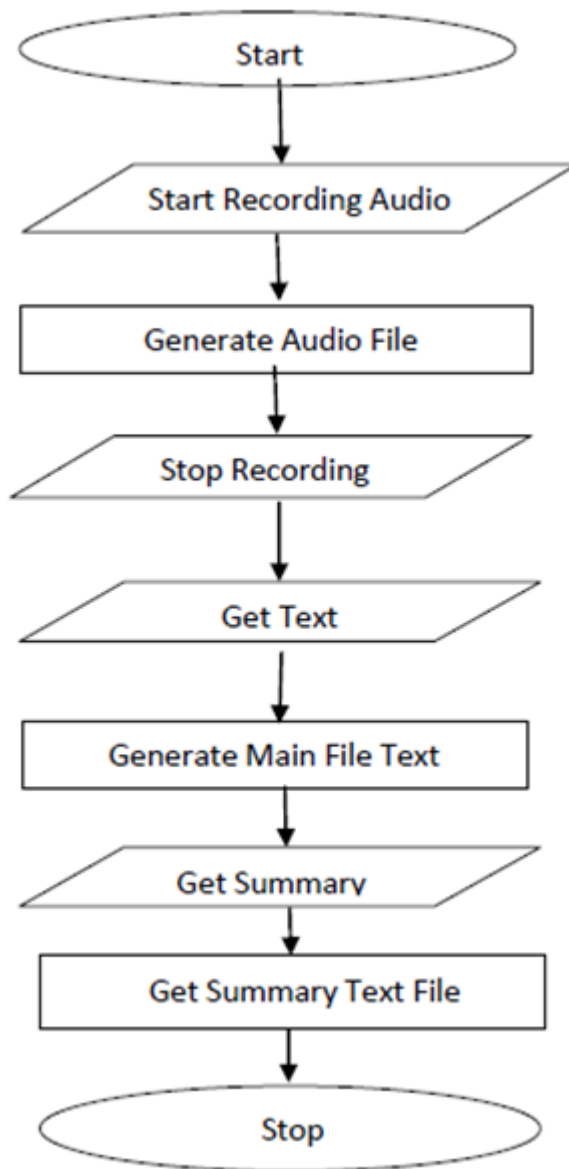 Start
Start Recording Audio
Generate Audio File
Stop Recording
Get Text
Generate Main File Text
Get Summary
Get Summary Text File
Stop